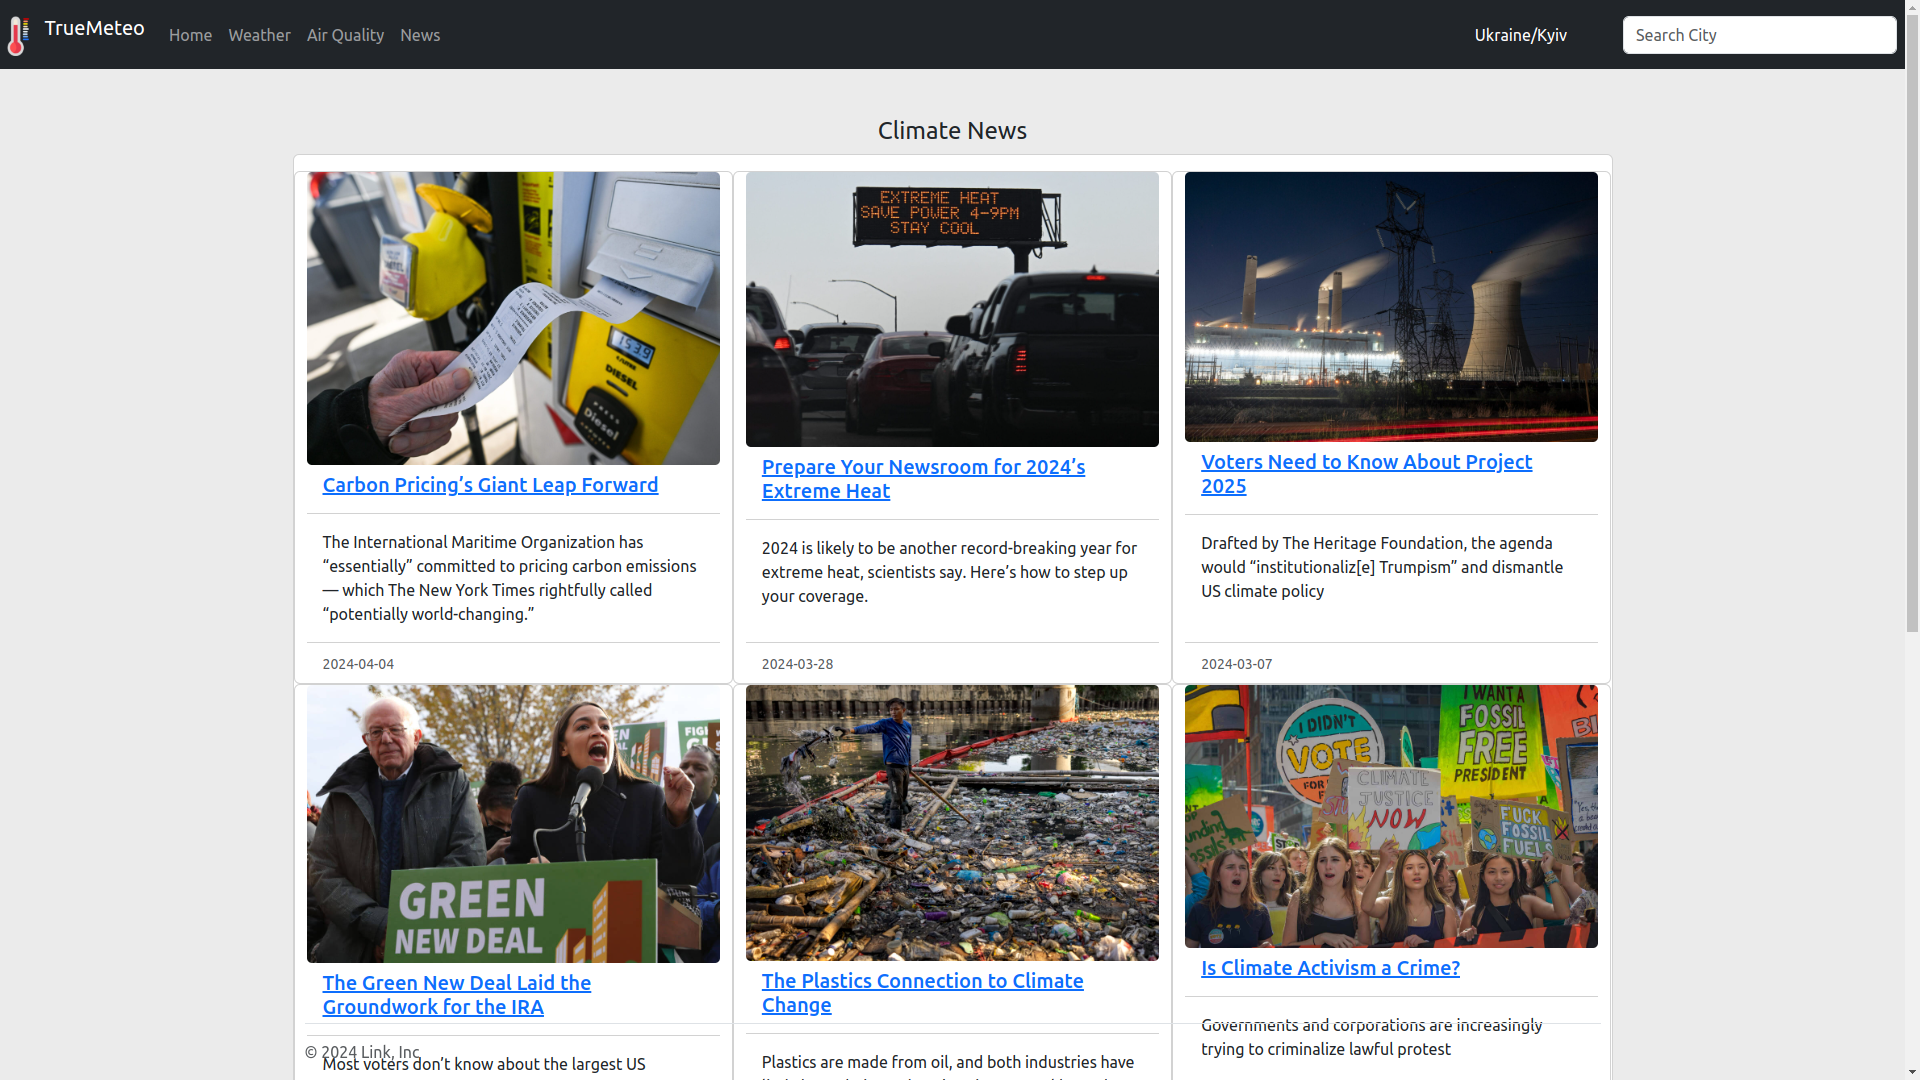 TrueMeteo
Home
Weather
Air Quality
News
Ukraine/Kyiv
Search City
Climate News
153.9
DIESEL
PRESS
Diesel
Carbon Pricing’s Giant Leap Forward
The International Maritime Organization has
“essentially” committed to pricing carbon emissions
— which The New York Times rightfully called
“potentially world-changing.”
2024-04-04
EXTREME HEAT
SAVE POWER 4-9PM
STAY COOL
Prepare Your Newsroom for 2024’s
Extreme Heat
2024 is likely to be another record-breaking year for
extreme heat, scientists say. Here’s how to step up
your coverage.
2024-03-28
Voters Need to Know About Project
2025
Drafted by The Heritage Foundation, the agenda
would “institutionaliz[e] Trumpism” and dismantle
US climate policy
2024-03-07
GREEN
NEW DEAL
The Green New Deal Laid the
Groundwork for the IRA
Most voters don’t know about the largest US
The Plastics Connection to Climate
Change
Plastics are made from oil, and both industries have
I DIDN'T
VOTE
FOR
I WANT A
FOSSIL
FREE
PRESIDENT
CLIMATE
JUSTICE
NOW
FUCK
FOSSIL
FUELS
Is Climate Activism a Crime?
Governments and corporations are increasingly
trying to criminalize lawful protest
© 2024 Link, Inc